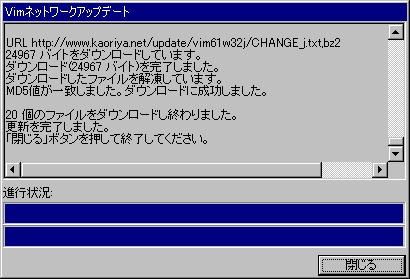 Vimネットワークアップデート
URL http://www.kaoriya.net/update/vim61w32j/CHANGE_j.txt,bz2
24967 バイトをダウンロードしています。
ダウンロード(24967 バイト)を完了しました。
ダウンロードしたファイルを解凍しています。
MD5値が一致しました。ダウンロードに成功しました。
20 個のファイルをダウンロードし終わりました。
更新を完了しました。
「閉じる」ボタンを押して終了してください。
進行状況:
閉じる